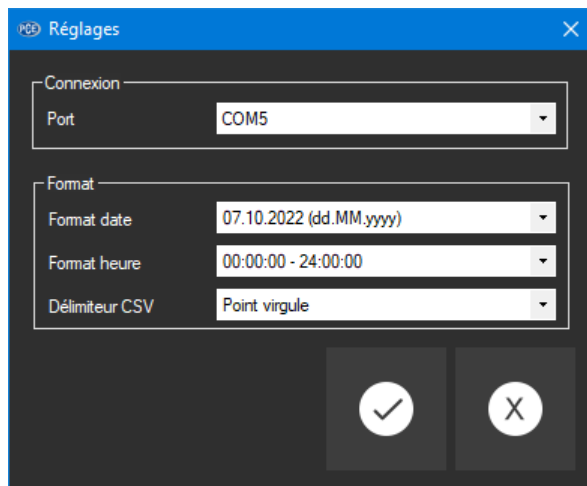 PCE Réglages
Connexion
Port COM5
Format
Format date 07.10.2022 (dd.MM.yyyy)
Format heure 00:00:00 - 24:00:00
Délimiteur CSV Point virgule
X